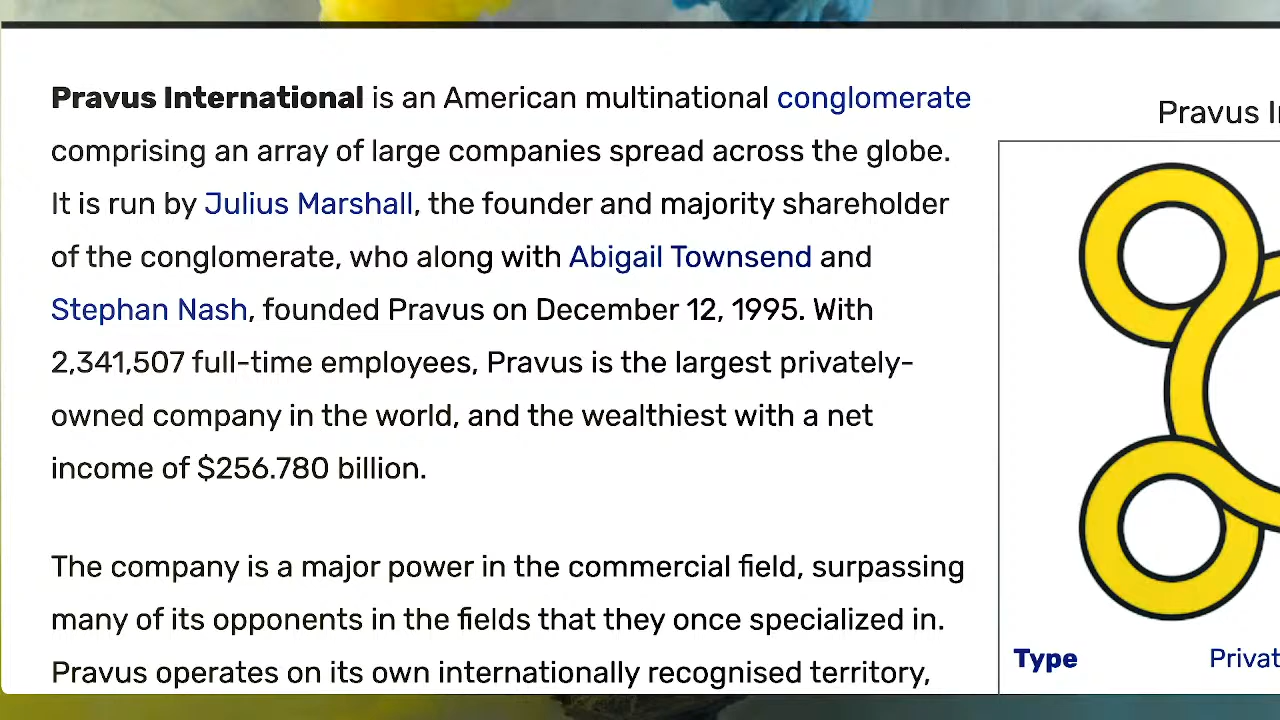 Pravus International is an American multinational conglomerate
comprising an array of large companies spread across the globe.
It is run by Julius Marshall, the founder and majority shareholder
of the conglomerate, who along with Abigail Townsend and
Stephan Nash, founded Pravus on December 12, 1995. With
2,341,507 full-time employees, Pravus is the largest privately-
owned company in the world, and the wealthiest with a net
income of $256.780 billion.
The company is a major power in the commercial field, surpassing
many of its opponents in the fields that they once specialized in.
Pravus operates on its own internationally recognised territory,
Pravus
Type